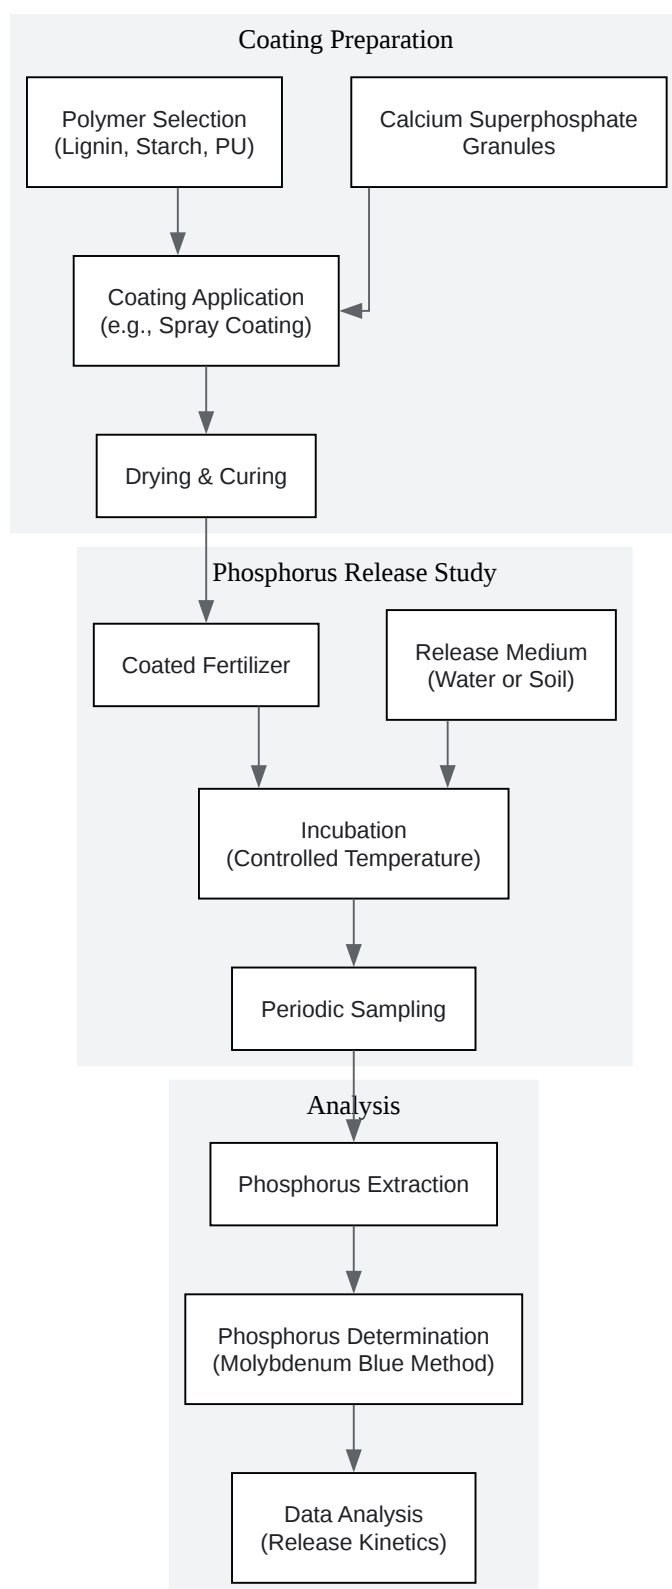 Coating Preparation
Polymer Selection
(Lignin, Starch, PU)
Calcium Superphosphate
Granules
Coating Application
(e.g., Spray Coating)
Drying & Curing
Phosphorus Release Study
Coated Fertilizer
Release Medium
(Water or Soil)
Incubation
(Controlled Temperature)
Periodic Sampling
Analysis
Phosphorus Extraction
Phosphorus Determination
(Molybdenum Blue Method)
Data Analysis
(Release Kinetics)